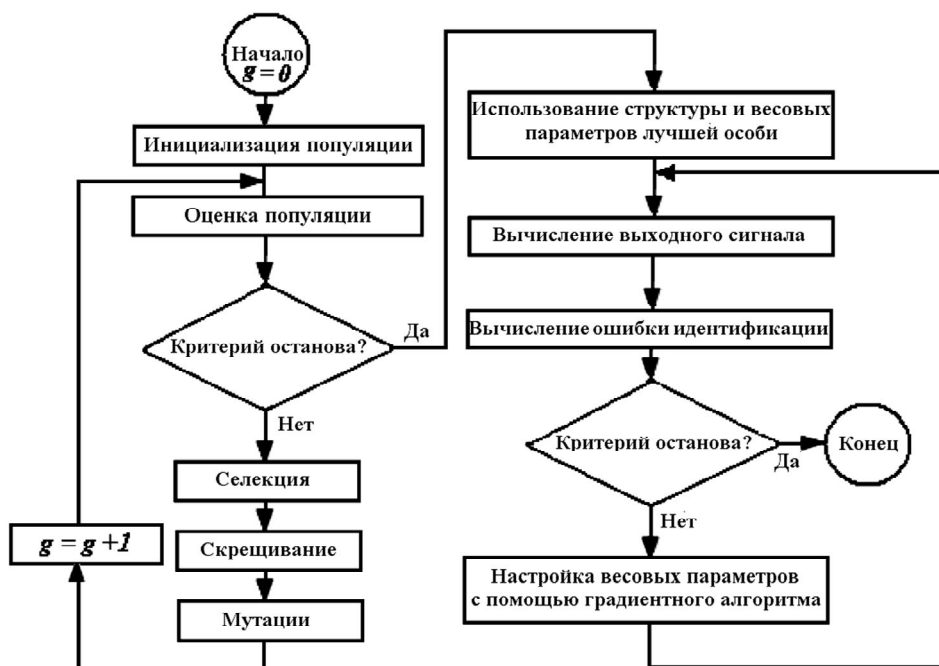 Начало
g = 0
Инициализация популяции
Оценка популяции
Критерий останова?
Да
Нет
Селекция
Скрещивание
Мутации
g = g +1
Использование структуры и весовых
параметров лучшей особи
Вычисление выходного сигнала
Вычисление ошибки идентификации
Критерий останова?
Да
Конец
Нет
Настройка весовых параметров
с помощью градиентного алгоритма